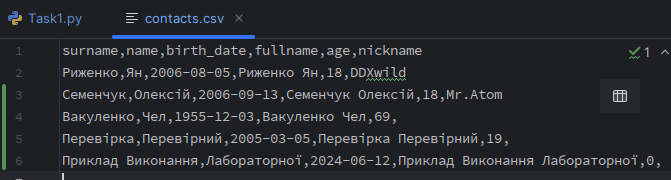 Task1.py contacts.csv
1 surname,name,birth_date,fullname,age,nickname 1
2 Риженко,Ян,2006-08-05,Риженко Ян,18,DDXwild
3 Семенчук,Олексій,2006-09-13,Семенчук Олексій,18,Mr.Atom
4 Вакуленко,Чел,1955-12-03,Вакуленко Чел,69,
5 Перевірка,Перевірний,2005-03-05,Перевірка Перевірний,19,
6 Приклад Виконання,Лабораторної,2024-06-12,Приклад Виконання Лабораторної,0,